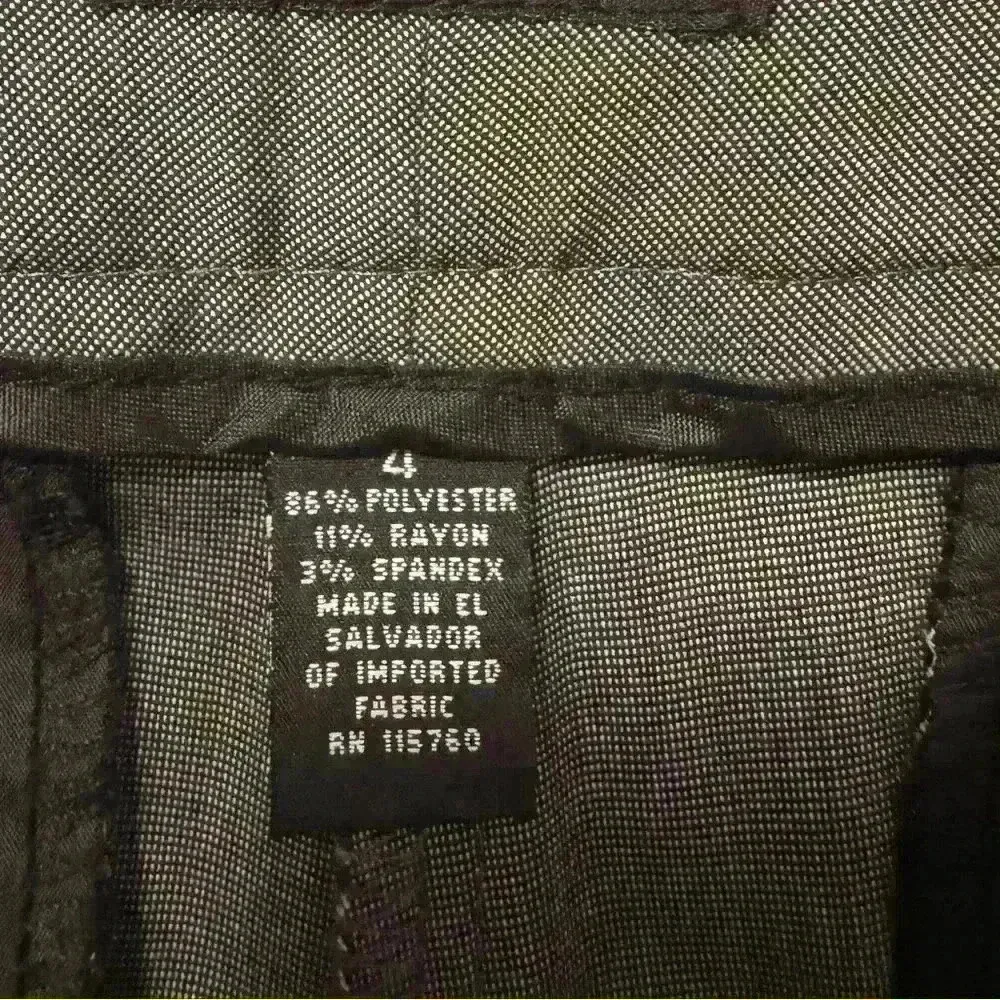 4
86% POLYESTER
11% RAYON
3% SPANDEX
MADE IN EL
SALVADOR
OF IMPORTED
FABRIC
RN 115760